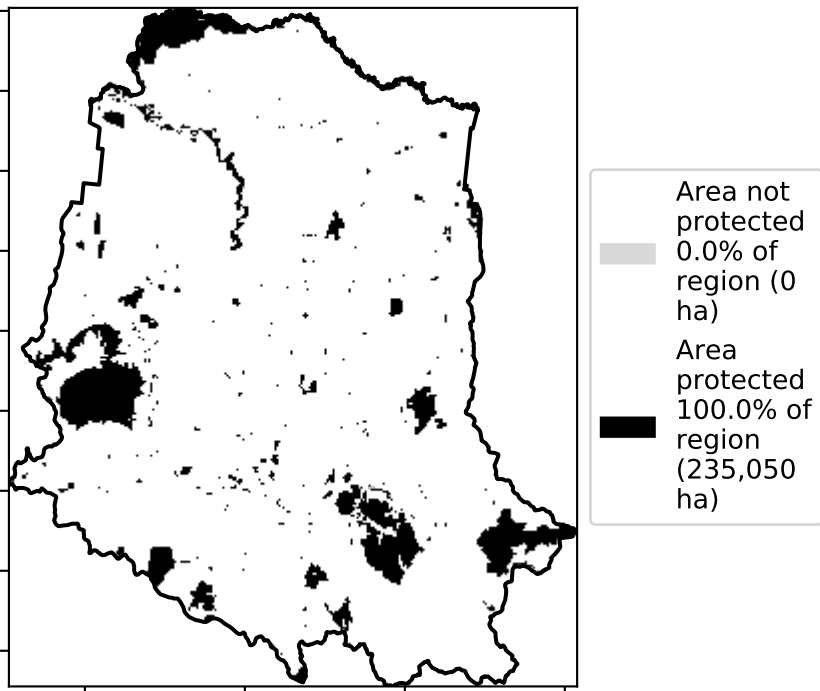 Area not
protected
0.0% of
region (0
ha)
Area
protected
100.0% of
region
(235,050
ha)